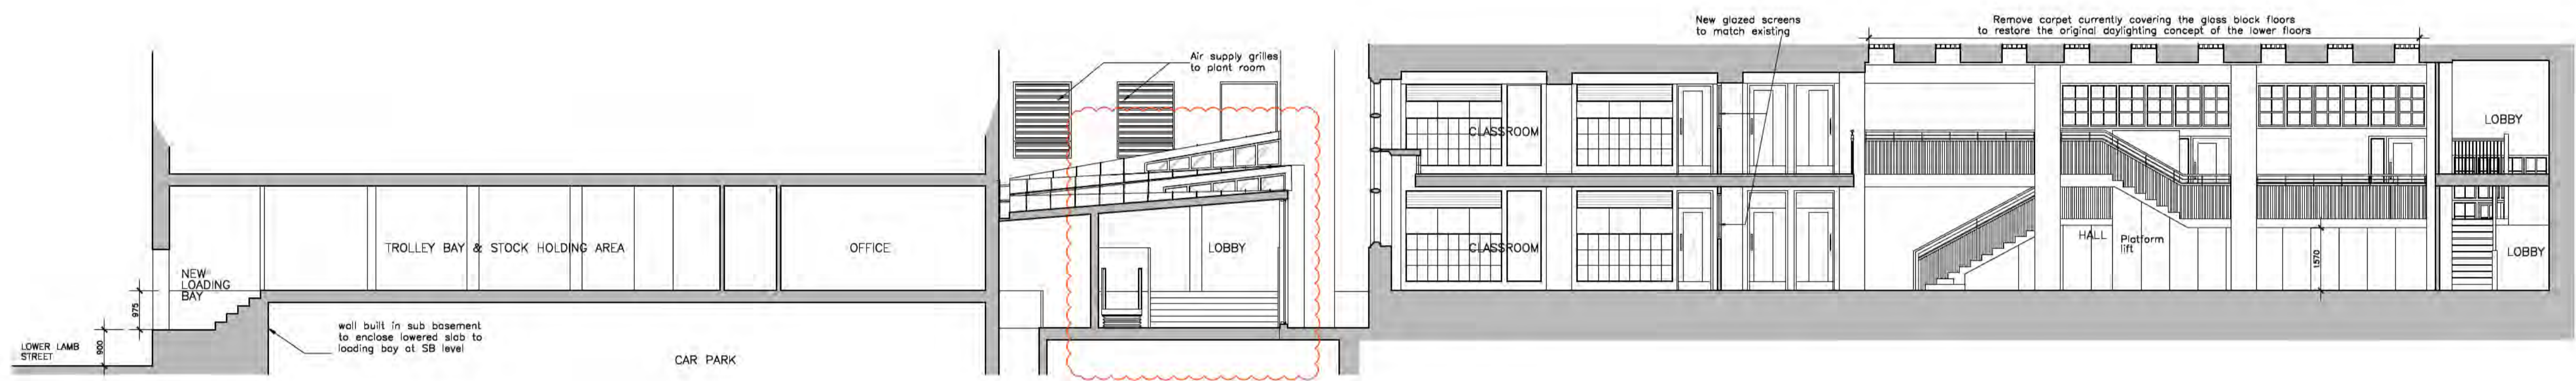 New glazed screens
to match existing
Remove carpet currently covering the glass block floors
to restore the original daylighting concept of the lower floors
Air supply grilles
to plant room
CLASSROOM
LOBBY
TROLLEY BAY & STOCK HOLDING AREA
OFFICE
LOBBY
CLASSROOM
HALL
Platform
lift
1570
LOBBY
NEW
LOADING
BAY
975
wall built in sub basement
to enclose lowered slab to
loading bay at SB level
LOWER LAMB
STREET
900
CAR PARK